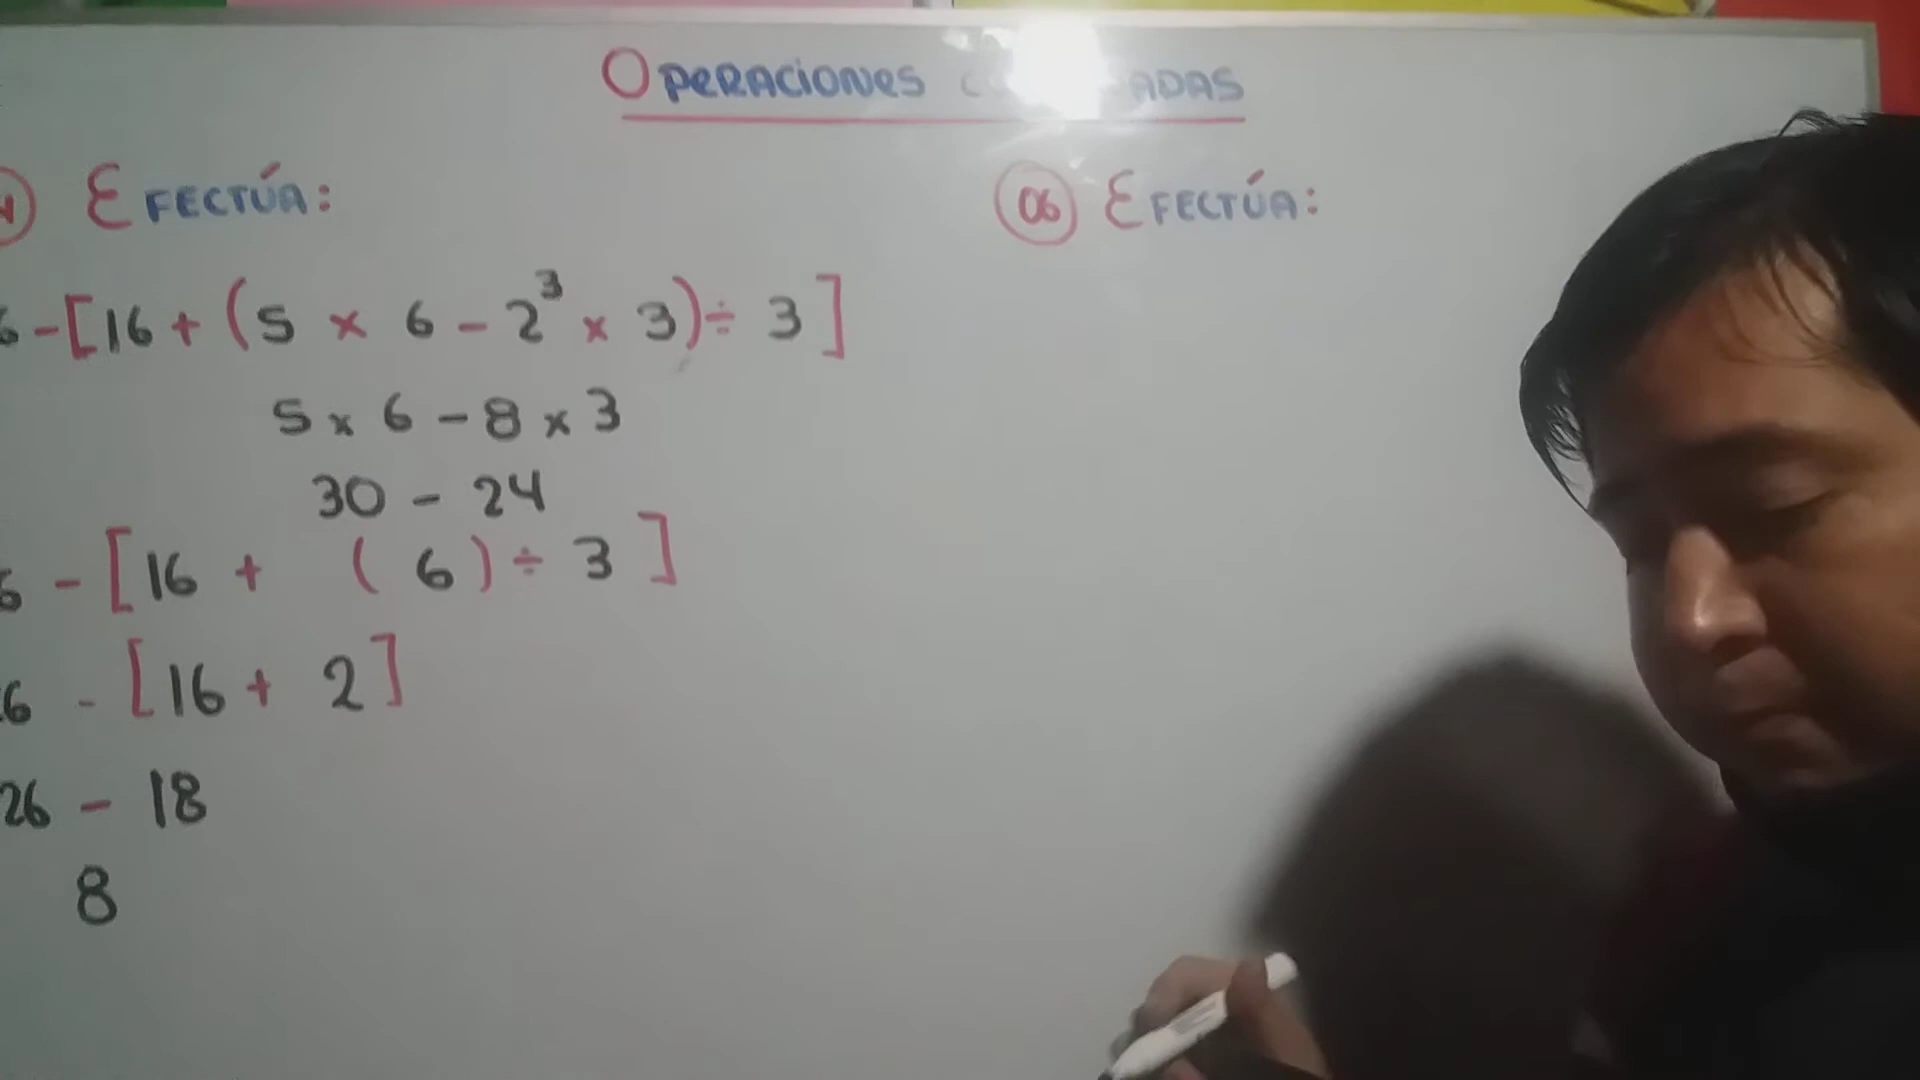 OPERACIONES
EFECTÚA:
6 - [16 + (5 × 6 - 2³ × 3) ÷ 3]
5 × 6 - 8 × 3
30 - 24
6 - [16 + (6) ÷ 3]
6 - [16 + 2]
26 - 18
8
06 EFECTÚA: